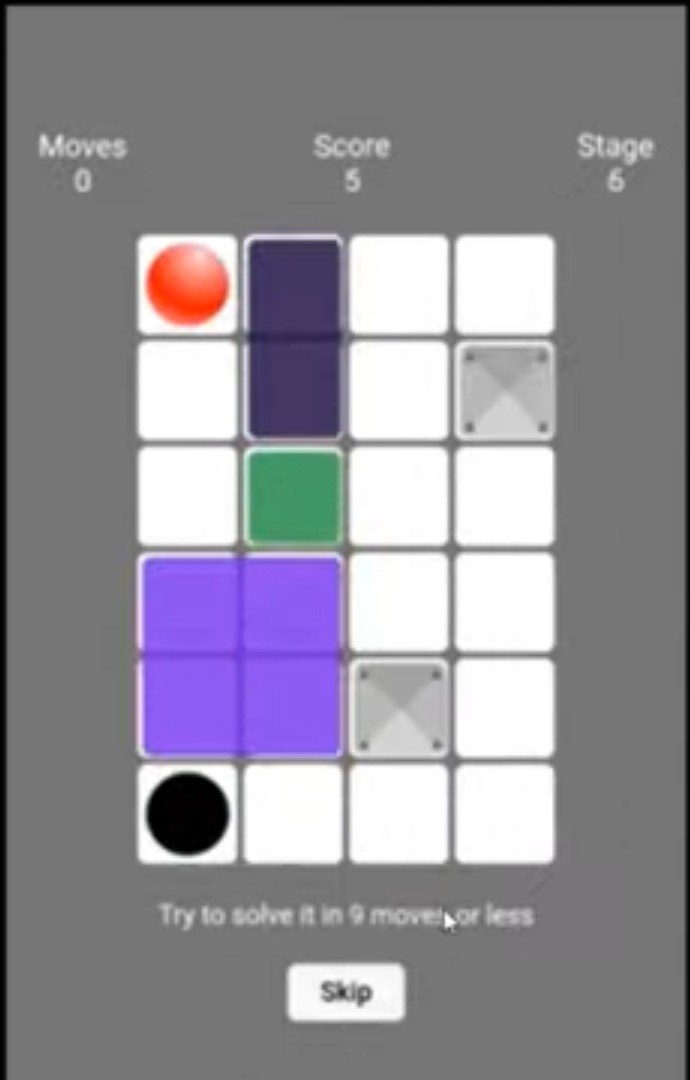 Moves Score Stage
0 5 6
Try to solve it in 9 moves or less
Skip